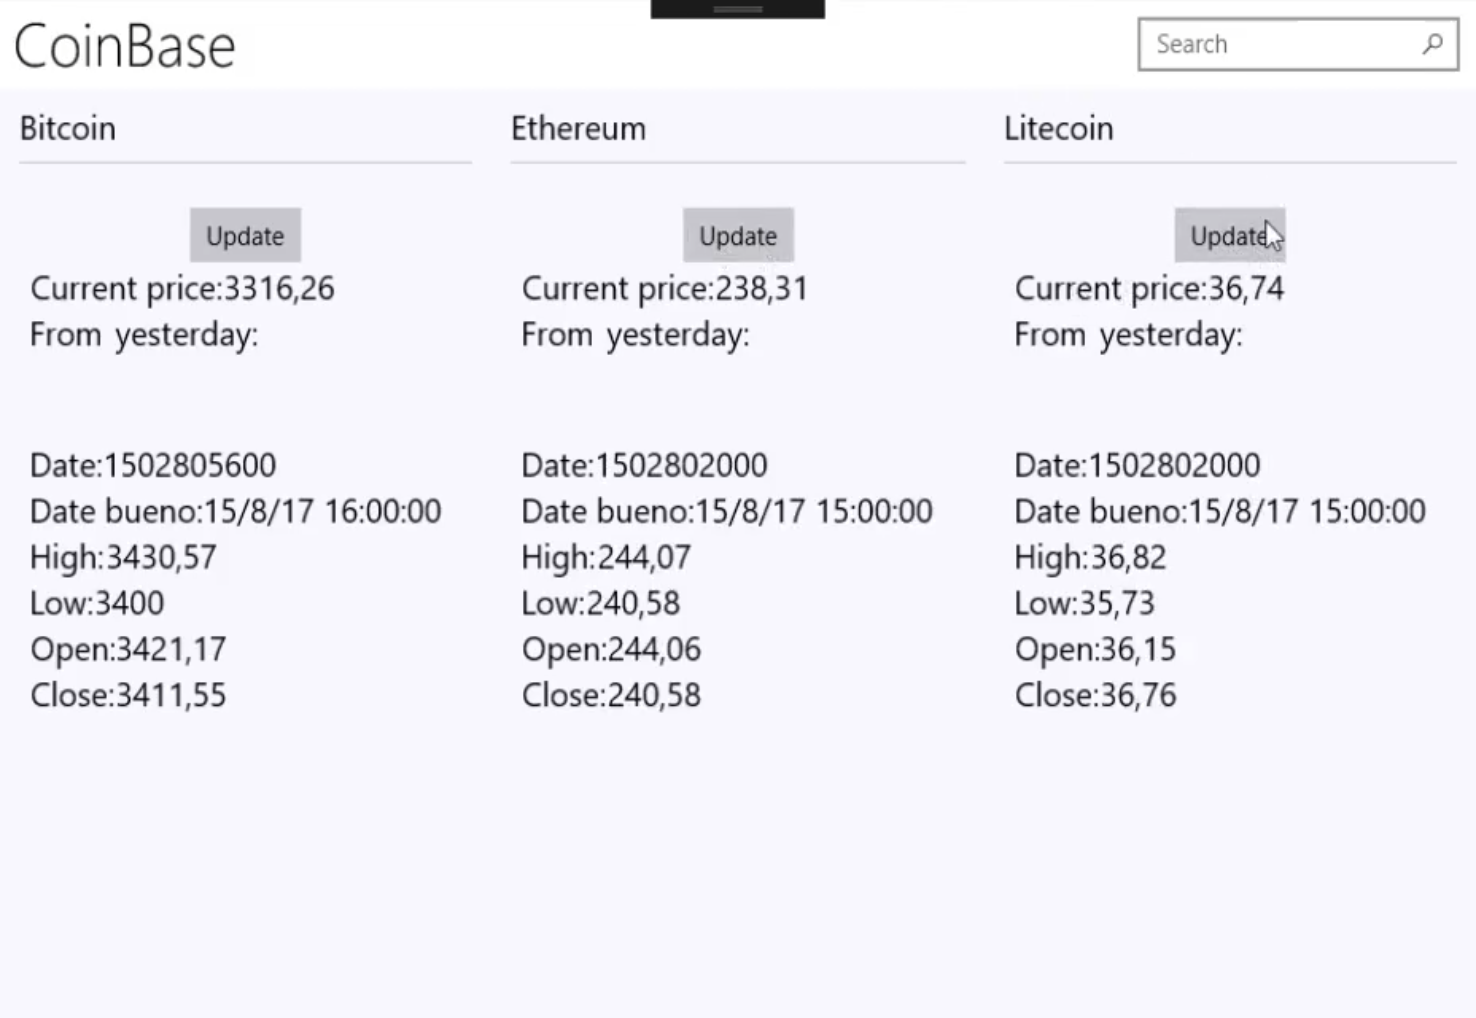 CoinBase
Search
Bitcoin
Update
Current price:3316,26
From yesterday:
Date:1502805600
Date bueno:15/8/17 16:00:00
High:3430,57
Low:3400
Open:3421,17
Close:3411,55
Ethereum
Update
Current price:238,31
From yesterday:
Date:1502802000
Date bueno:15/8/17 15:00:00
High:244,07
Low:240,58
Open:244,06
Close:240,58
Litecoin
Update
Current price:36,74
From yesterday:
Date:1502802000
Date bueno:15/8/17 15:00:00
High:36,82
Low:35,73
Open:36,15
Close:36,76